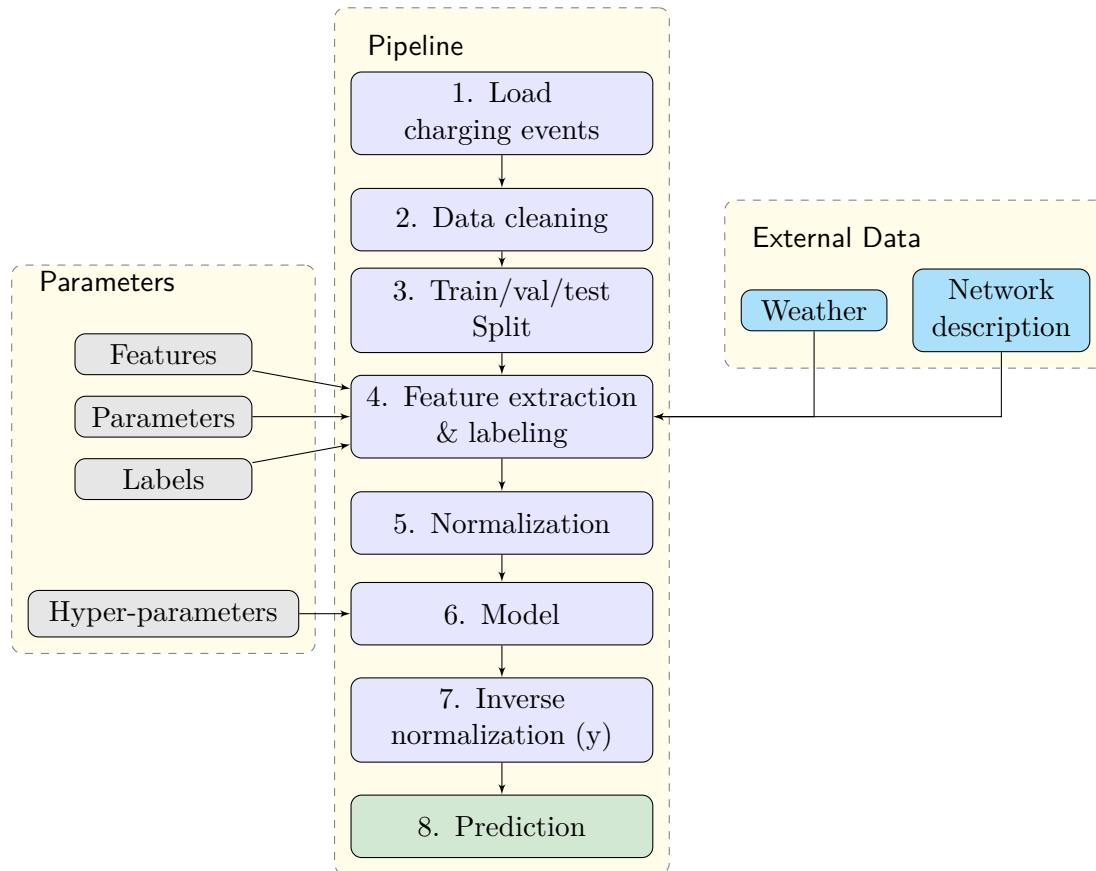 Pipeline
1. Load
charging events
2. Data cleaning
3. Train/val/test
Split
4. Feature extraction
& labeling
5. Normalization
6. Model
7. Inverse
normalization (y)
8. Prediction
Parameters
Features
Parameters
Labels
Hyper-parameters
External Data
Weather
Network
description